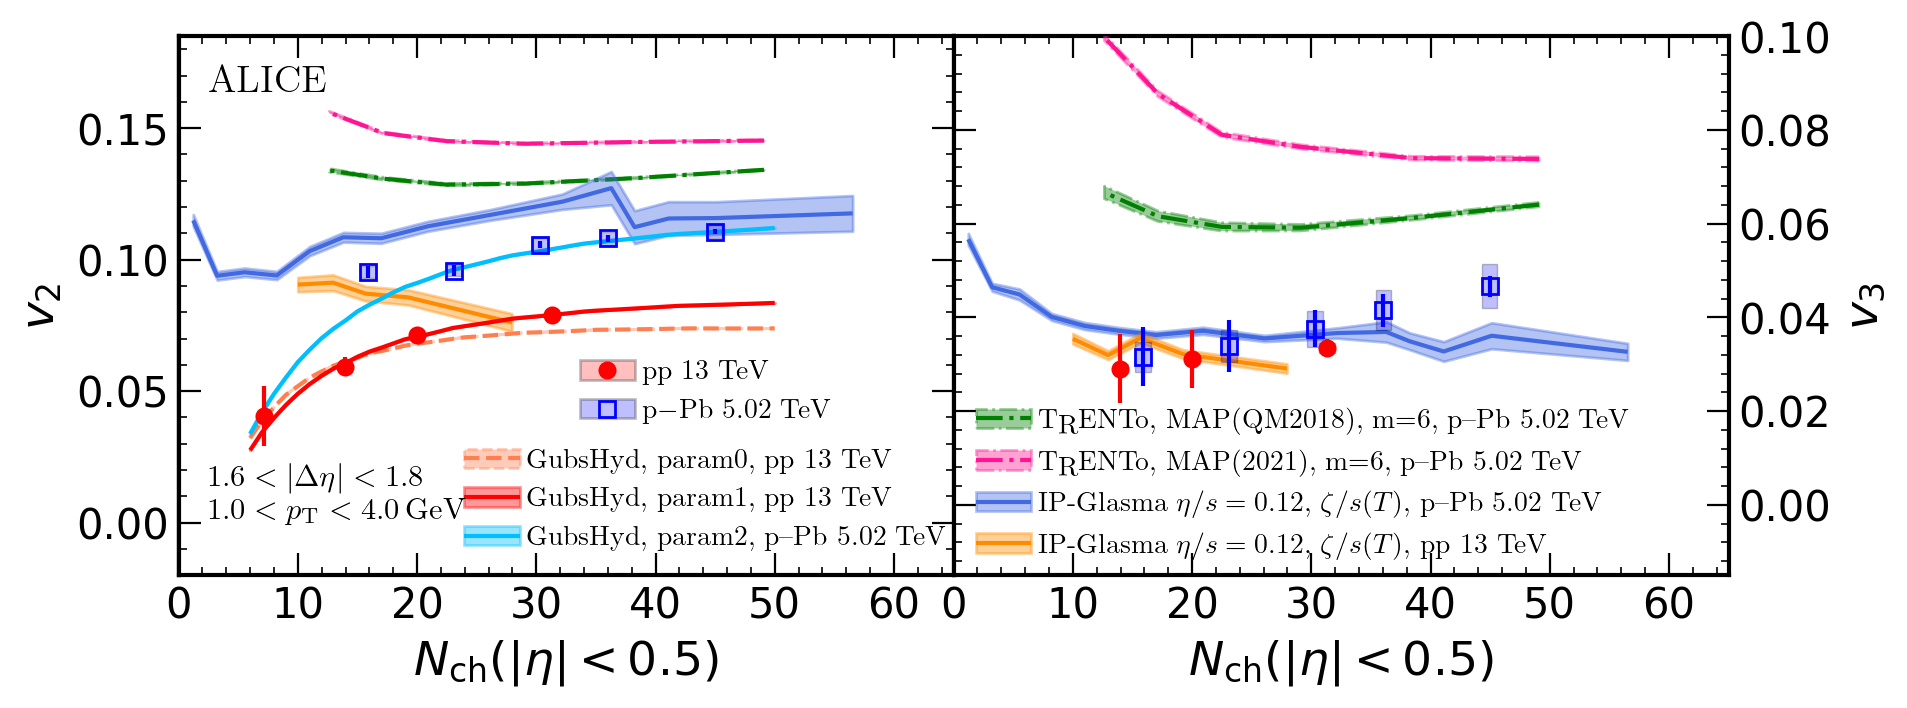 ALICE
0.15
0.10
0.05
0.00
v2
pp 13 TeV
p−Pb 5.02 TeV
GubsHyd, param0, pp 13 TeV
GubsHyd, param1, pp 13 TeV
GubsHyd, param2, p–Pb 5.02 TeV
1.6 < |Δη| < 1.8
1.0 < pT < 4.0 GeV
0 10 20 30 40 50 60
Nch(|η| < 0.5)
TRENTo, MAP(QM2018), m=6, p–Pb 5.02 TeV
TRENTo, MAP(2021), m=6, p–Pb 5.02 TeV
IP-Glasma η/s = 0.12, ζ/s(T), p–Pb 5.02 TeV
IP-Glasma η/s = 0.12, ζ/s(T), pp 13 TeV
0.10
0.08
0.06
0.04
0.02
0.00
v3
0 10 20 30 40 50 60
Nch(|η| < 0.5)